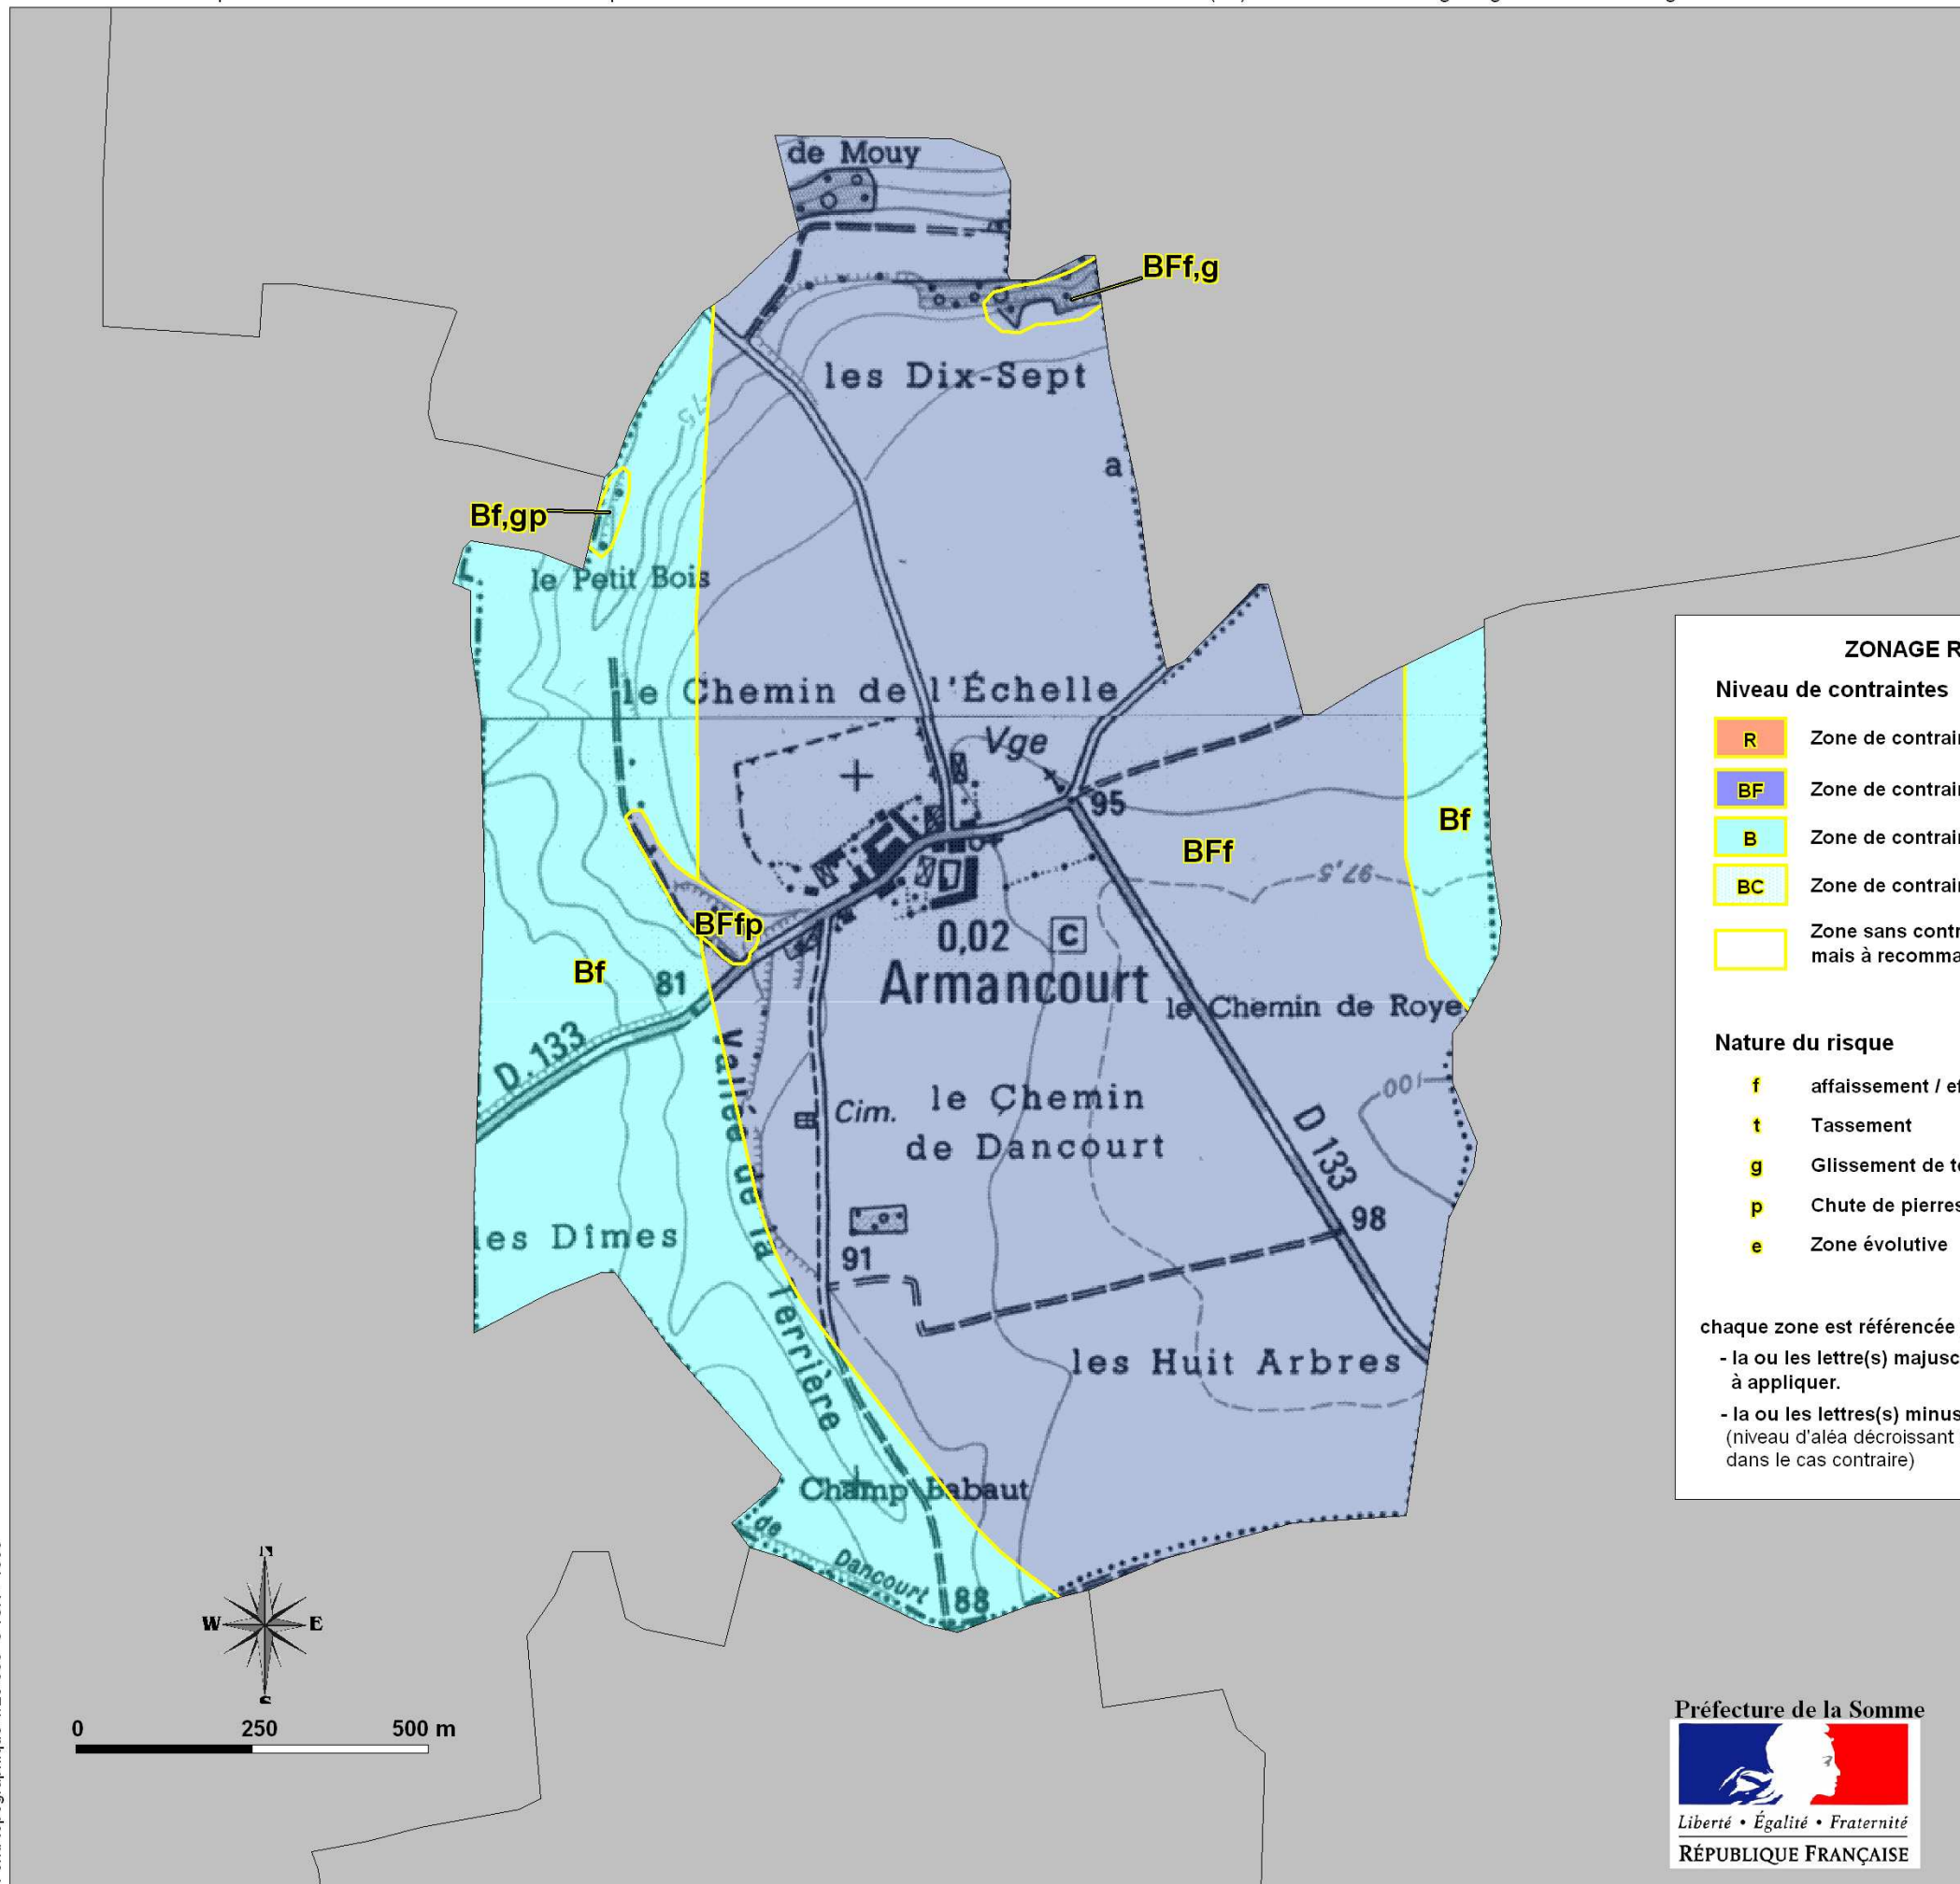 de Mouy
BFf,g
les Dix-Sept
75
a
Bf,gp
le Petit Bois
le Chemin de l'Échelle
Vge
95
Bf
BFf
97,5
BFfp
0,02
C
Bf
81
Armancourt
le Chemin de Roye
D.133
Vallée de la Terrière
100
Cim.
le Chemin
de Dancourt
D 133
98
les Dîmes
91
les Huit Arbres
Champ Babaut
de Dancourt
88
N
W
E
S
0
250
500 m
ZONAGE R
Niveau de contraintes
R
Zone de contrai
BF
Zone de contrai
B
Zone de contrai
BC
Zone de contrai
Zone sans contr
mais à recomma
Nature du risque
f
affaissement / ef
t
Tassement
g
Glissement de te
p
Chute de pierres
e
Zone évolutive
chaque zone est référencée
- la ou les lettre(s) majusc
à appliquer.
- la ou les lettres(s) minus
(niveau d'aléa décroissant
dans le cas contraire)
Préfecture de la Somme
Liberté • Égalité • Fraternité
RÉPUBLIQUE FRANÇAISE